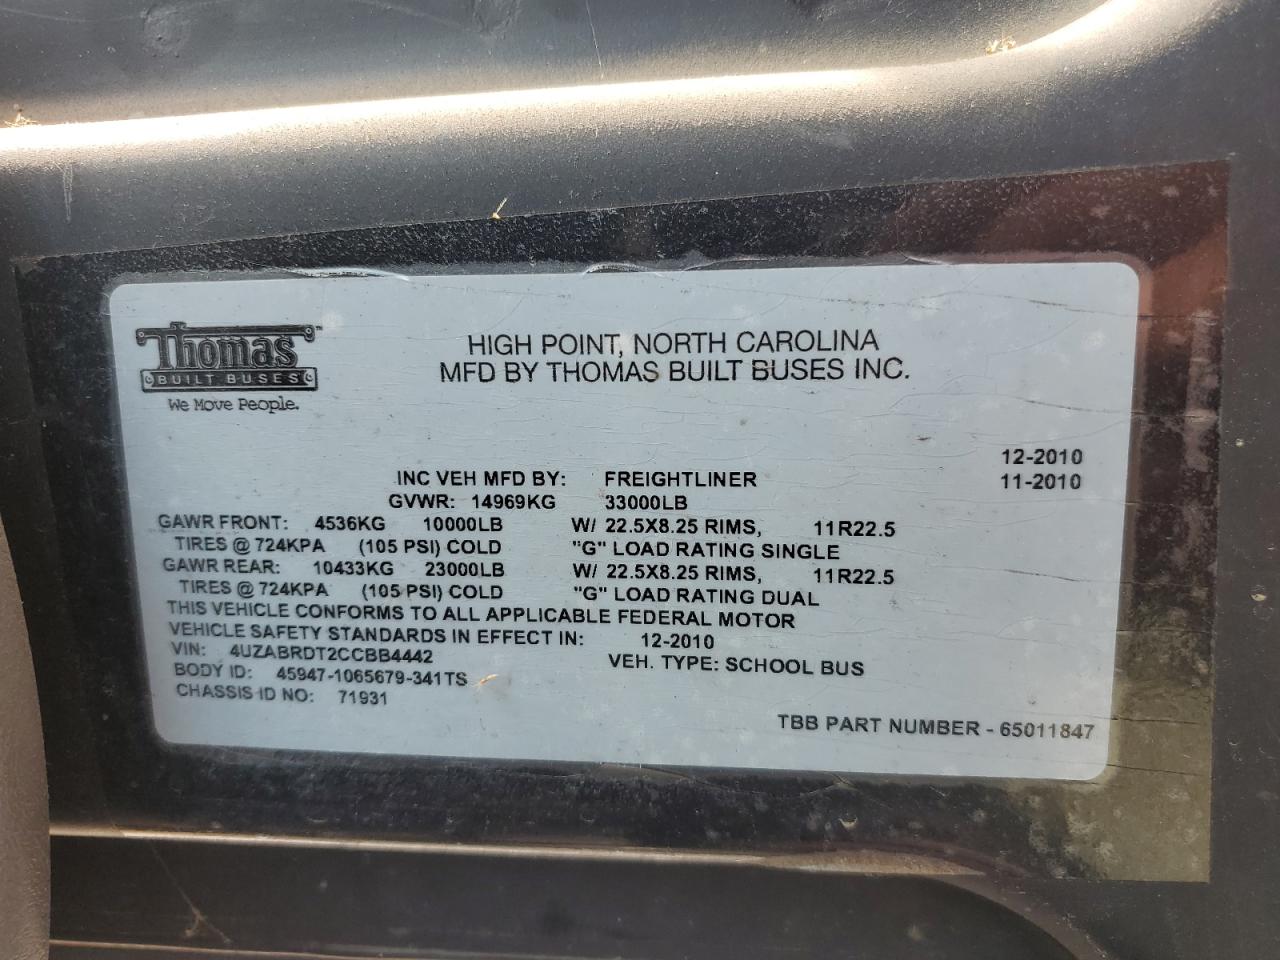 Thomas™
BUILT BUSES
We Move People.
HIGH POINT, NORTH CAROLINA
MFD BY THOMAS BUILT BUSES INC.
12-2010
INC VEH MFD BY: FREIGHTLINER 11-2010
GVWR: 14969KG 33000LB
GAWR FRONT: 4536KG 10000LB W/ 22.5X8.25 RIMS, 11R22.5
TIRES @ 724KPA (105 PSI) COLD "G" LOAD RATING SINGLE
GAWR REAR: 10433KG 23000LB W/ 22.5X8.25 RIMS, 11R22.5
TIRES @ 724KPA (105 PSI) COLD "G" LOAD RATING DUAL
THIS VEHICLE CONFORMS TO ALL APPLICABLE FEDERAL MOTOR
VEHICLE SAFETY STANDARDS IN EFFECT IN: 12-2010
VIN: 4UZABRDT2CCBB4442 VEH. TYPE: SCHOOL BUS
BODY ID: 45947-1065679-341TS
CHASSIS ID NO: 71931
TBB PART NUMBER - 65011847